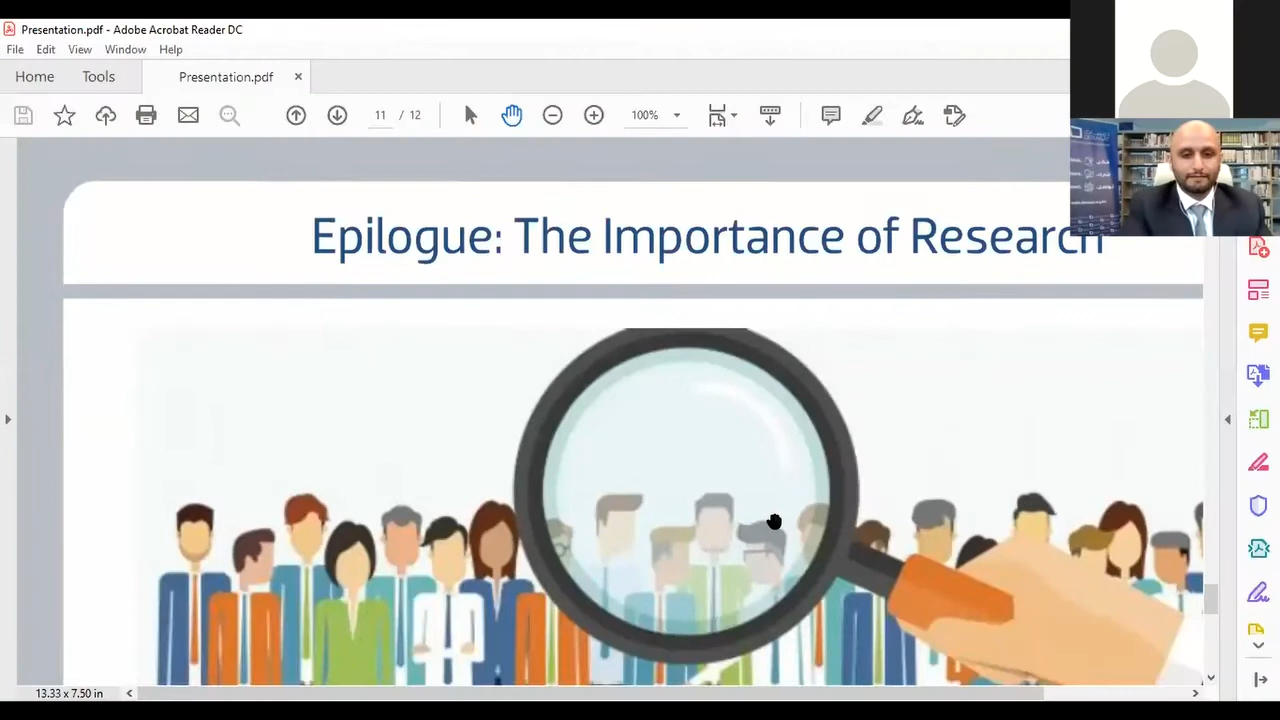 Presentation.pdf - Adobe Acrobat Reader DC
File Edit View Window Help
Home Tools Presentation.pdf ×
11 / 12 100%
Epilogue: The Importance of Research
13.33 x 7.50 in